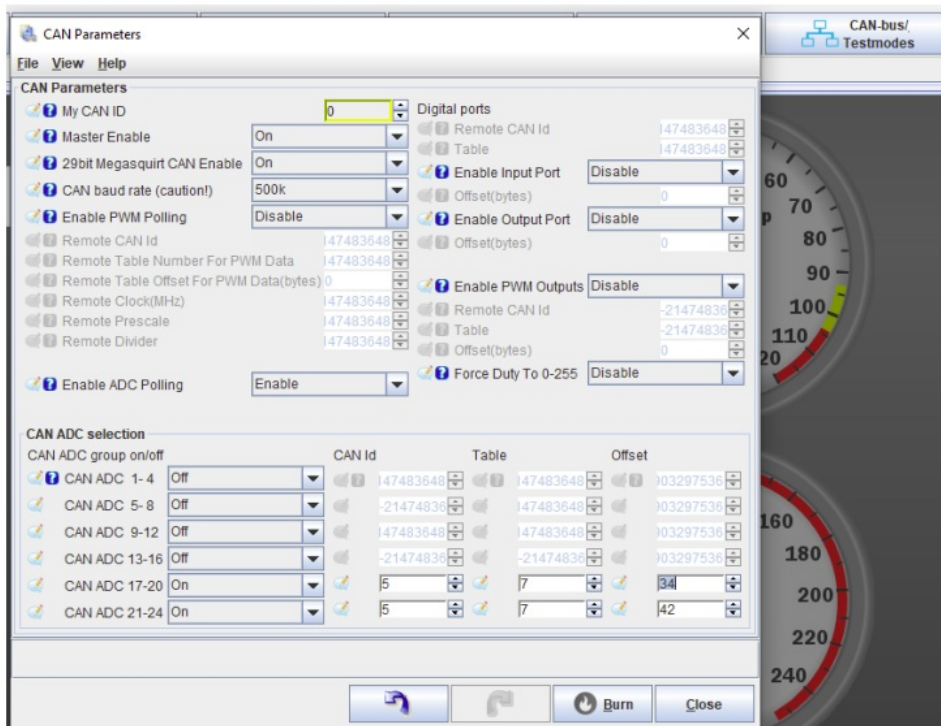 CAN Parameters
CAN-bus/
Testmodes
File View Help
CAN Parameters
My CAN ID 0
Master Enable On
29bit Megasquirt CAN Enable On
CAN baud rate (caution!) 500k
Enable PWM Polling Disable
Remote CAN Id 147483648
Remote Table Number For PWM Data 147483648
Remote Table Offset For PWM Data(bytes) 0
Remote Clock(MHz) 147483648
Remote Prescale 147483648
Remote Divider 147483648
Enable ADC Polling Enable
Digital ports
Remote CAN Id 147483648
Table 147483648
Enable Input Port Disable
Offset(bytes) 0
Enable Output Port Disable
Offset(bytes) 0
Enable PWM Outputs Disable
Remote CAN Id -21474836
Table -21474836
Offset(bytes) 0
Force Duty To 0-255 Disable
CAN ADC selection
CAN ADC group on/off CAN Id Table Offset
CAN ADC 1- 4 Off 147483648 147483648 )03297536
CAN ADC 5- 8 Off -21474836 147483648 )03297536
CAN ADC 9-12 Off 147483648 147483648 )03297536
CAN ADC 13-16 Off -21474836 -21474836 )03297536
CAN ADC 17-20 On 5 7 34
CAN ADC 21-24 On 5 7 42
Burn Close
60
70
p
80
90
100
110
20
160
180
200
220
240